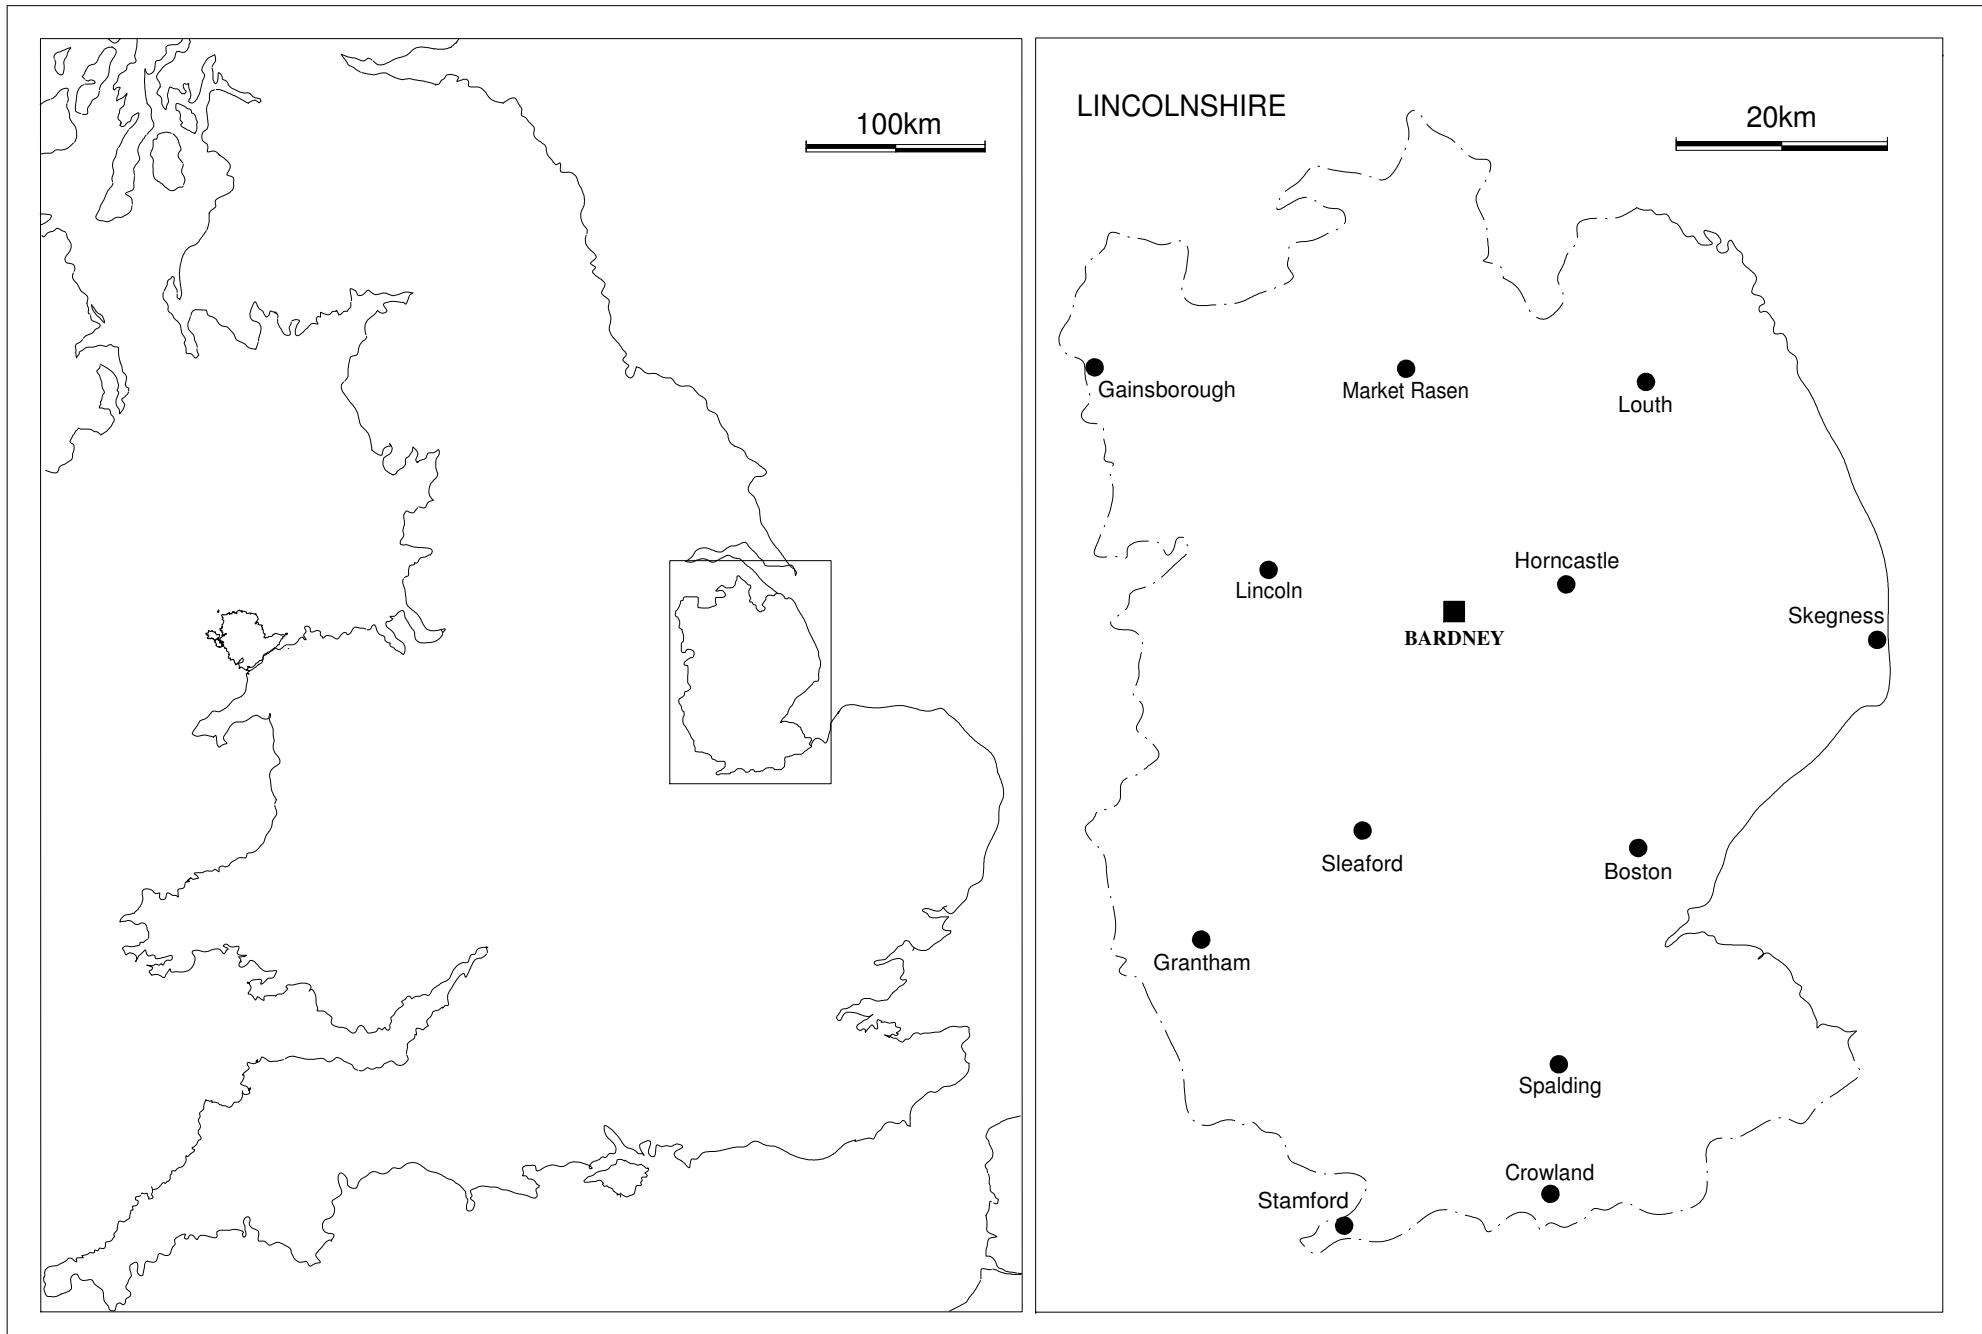 100km
LINCOLNSHIRE
20km
Gainsborough
Market Rasen
Louth
Horncastle
Lincoln
Skegness
BARDNEY
Sleaford
Boston
Grantham
Spalding
Crowland
Stamford